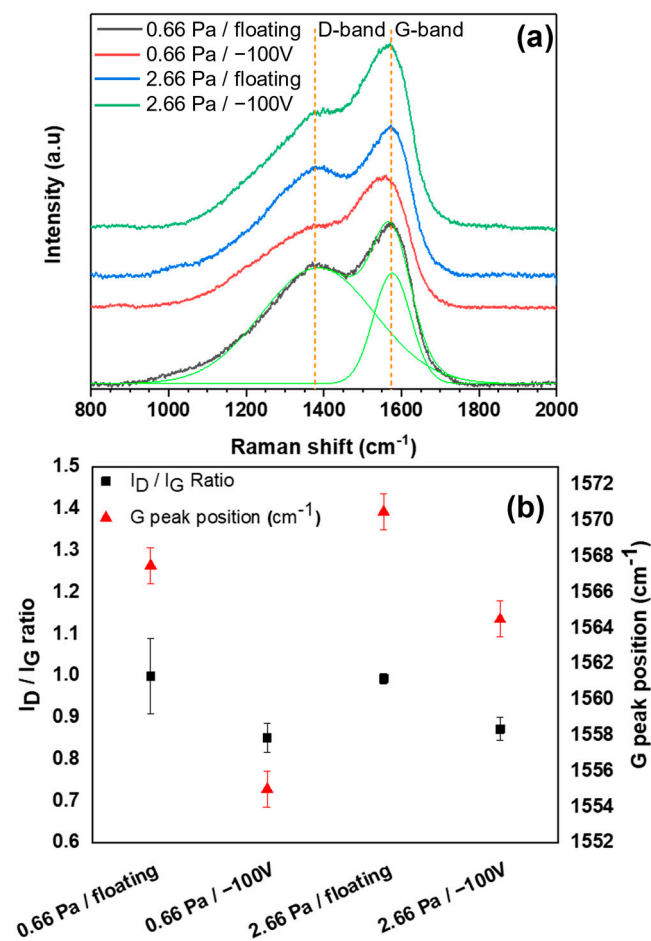 0.66 Pa / floating
0.66 Pa / −100V
2.66 Pa / floating
2.66 Pa / −100V
D-band
G-band
(a)
Intensity (a.u)
800 1000 1200 1400 1600 1800 2000
Raman shift (cm⁻¹)
I_D / I_G Ratio
G peak position (cm⁻¹)
(b)
I_D / I_G ratio
1.5
1.4
1.3
1.2
1.1
1.0
0.9
0.8
0.7
0.6
1572
1570
1568
1566
1564
1562
1560
1558
1556
1554
1552
G peak position (cm⁻¹)
0.66 Pa / floating
0.66 Pa / −100V
2.66 Pa / floating
2.66 Pa / −100V